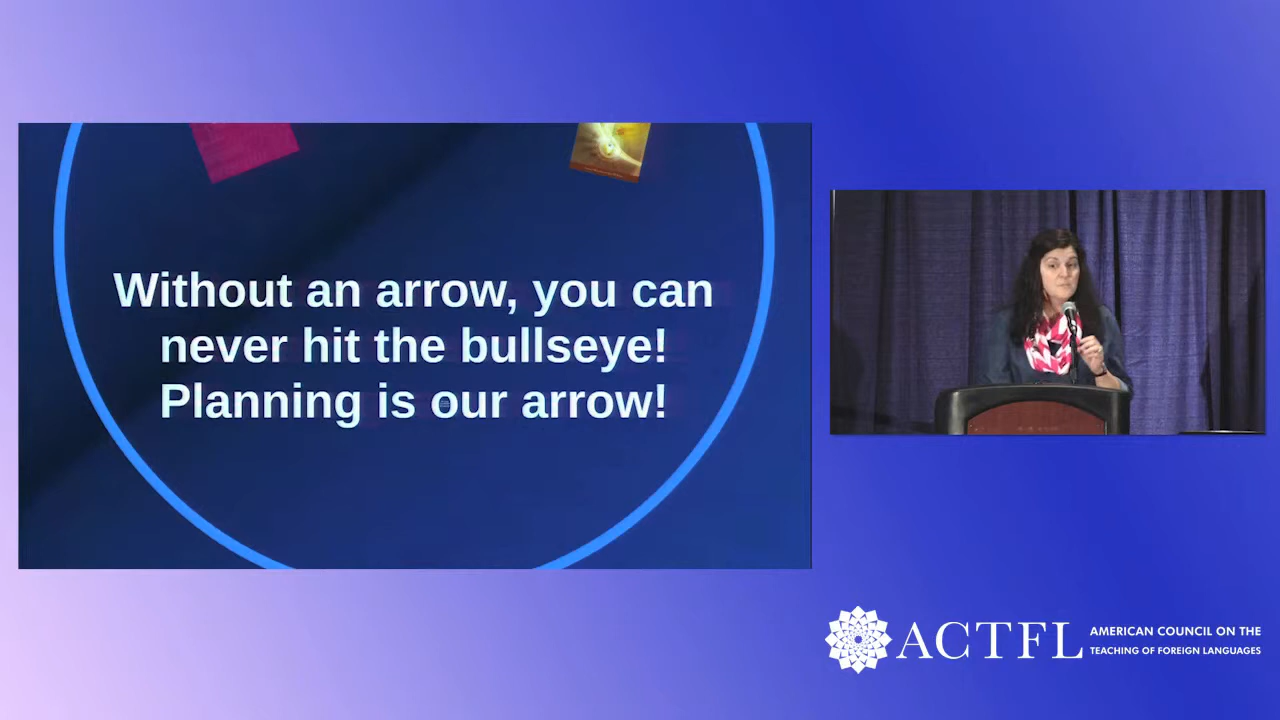 Without an arrow, you can
never hit the bullseye!
Planning is our arrow!
ACTFL
AMERICAN COUNCIL ON THE
TEACHING OF FOREIGN LANGUAGES